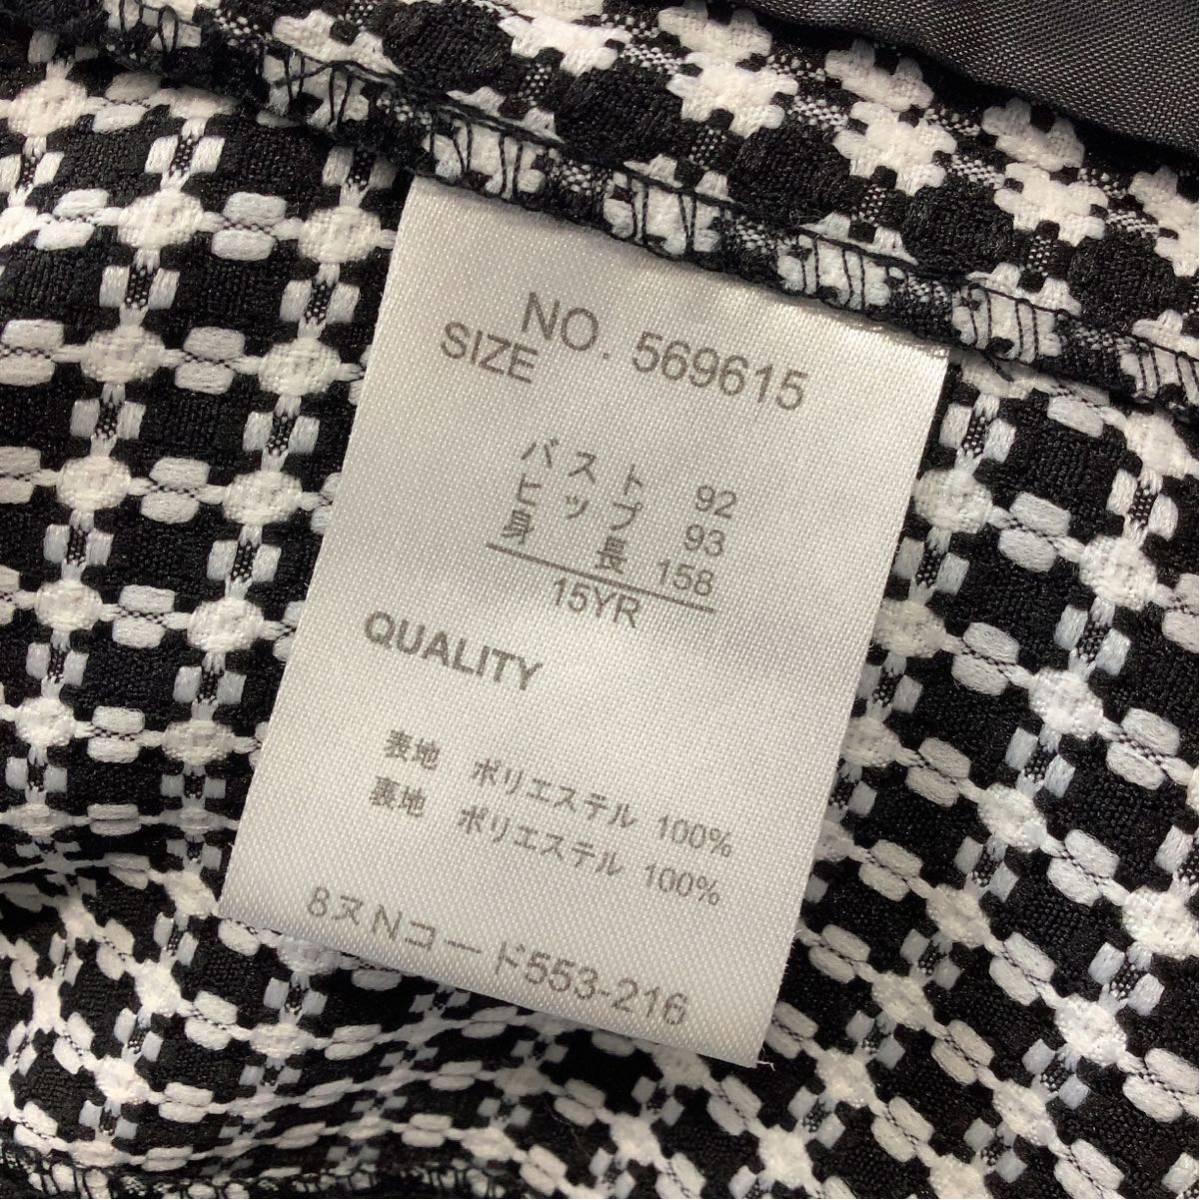 NO. 569615
SIZE
バスト 92
ヒップ 93
身長 158
15YR
QUALITY
表地 ポリエステル 100%
裏地 ポリエステル 100%
8ヌNコード553-216